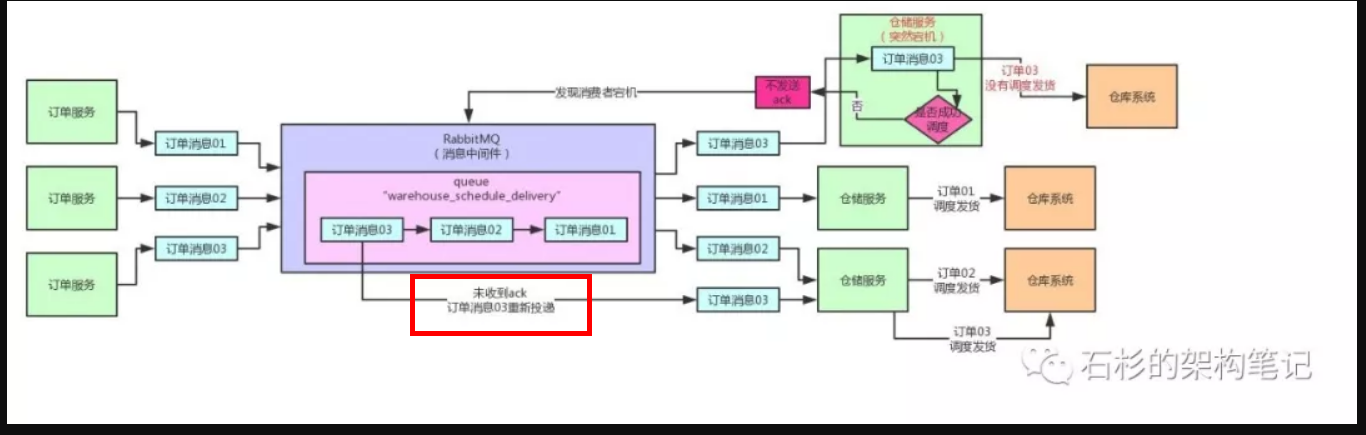 仓储服务
（突然宕机）
订单消息03
订单03
没有调度发货
仓库系统
是否成功
调度
否
不发送
ack
发现消费者宕机
订单服务
订单消息01
订单服务
订单消息02
订单服务
订单消息03
RabbitMQ
（消息中间件）
queue
"warehouse_schedule_delivery"
订单消息03
订单消息02
订单消息01
未收到ack
订单消息03重新投递
订单消息03
订单消息01
仓储服务
订单01
调度发货
仓库系统
订单消息02
订单消息03
仓储服务
订单02
调度发货
仓库系统
订单03
调度发货
石杉的架构笔记